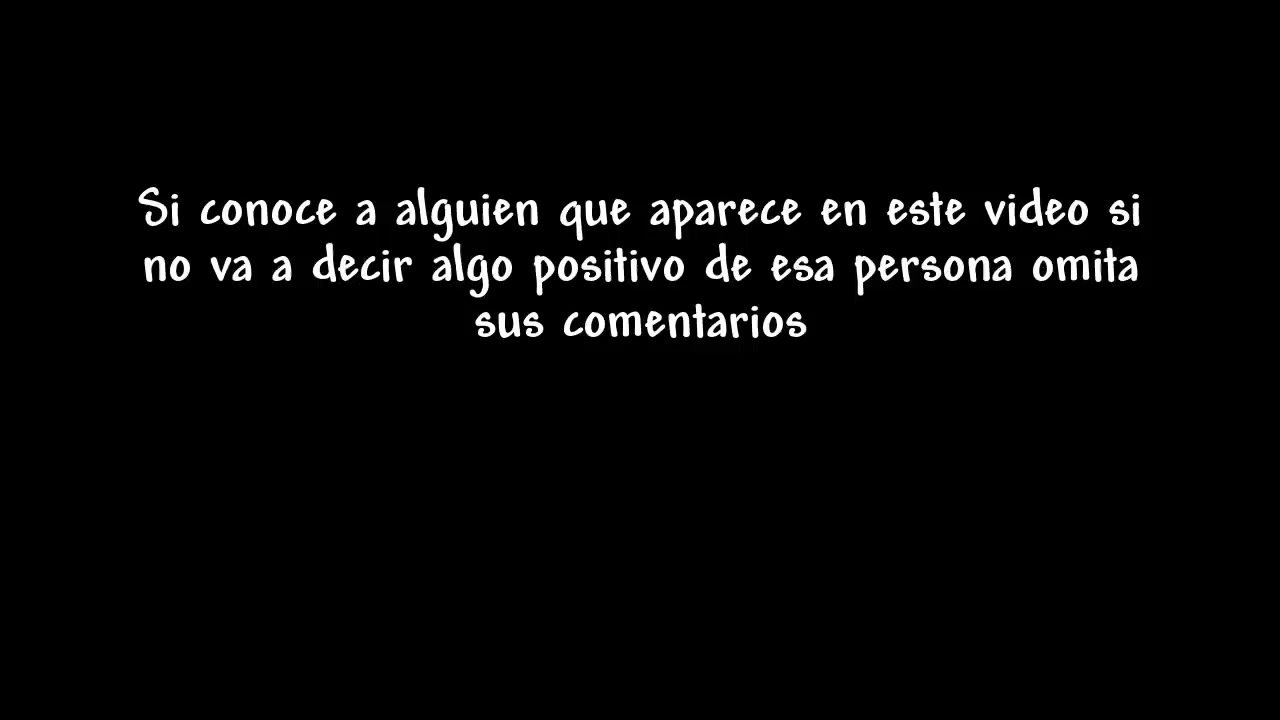 Si conoce a alguien que aparece en este video si
no va a decir algo positivo de esa persona omita
sus comentarios